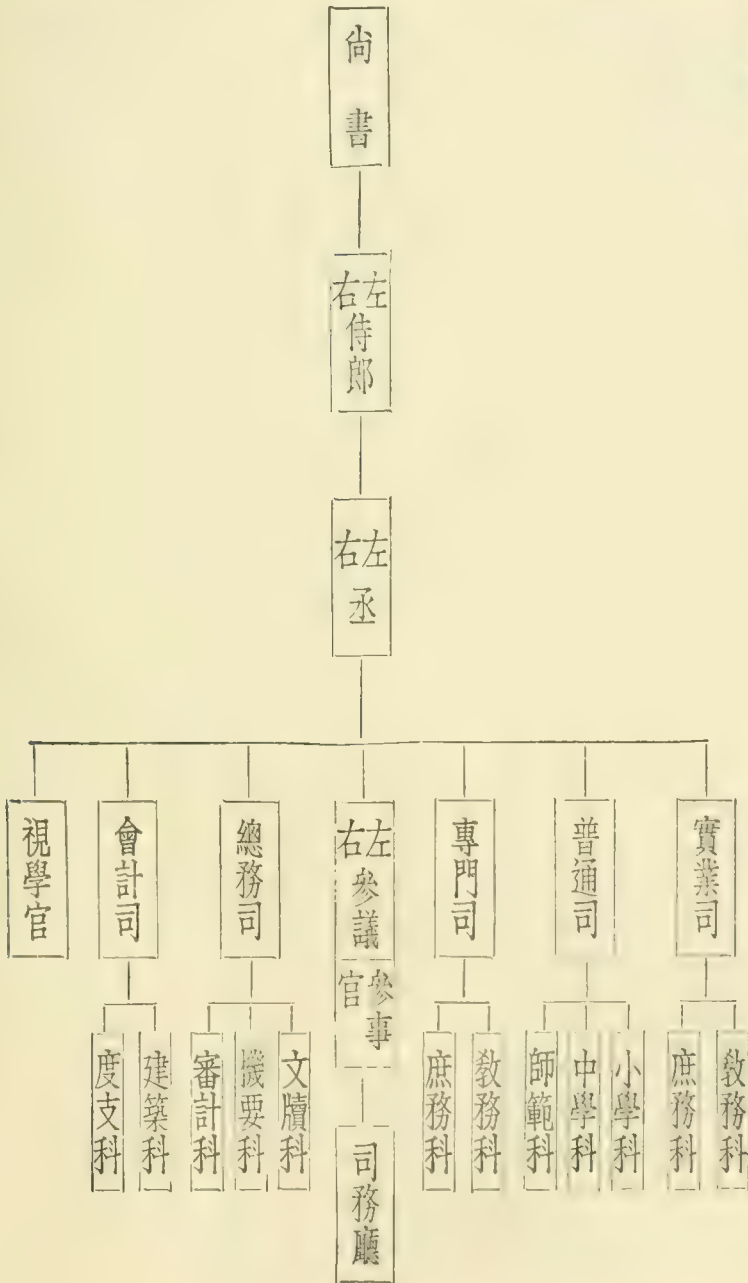 尙書
左右侍郎
左右丞
實業司
普通司
專門司
左右參議
參事官
總務司
會計司
視學官
教務科
庶務科
小學科
中學科
師範科
教務科
庶務科
司務廳
文牘科
機要科
審計科
建築科
度支科